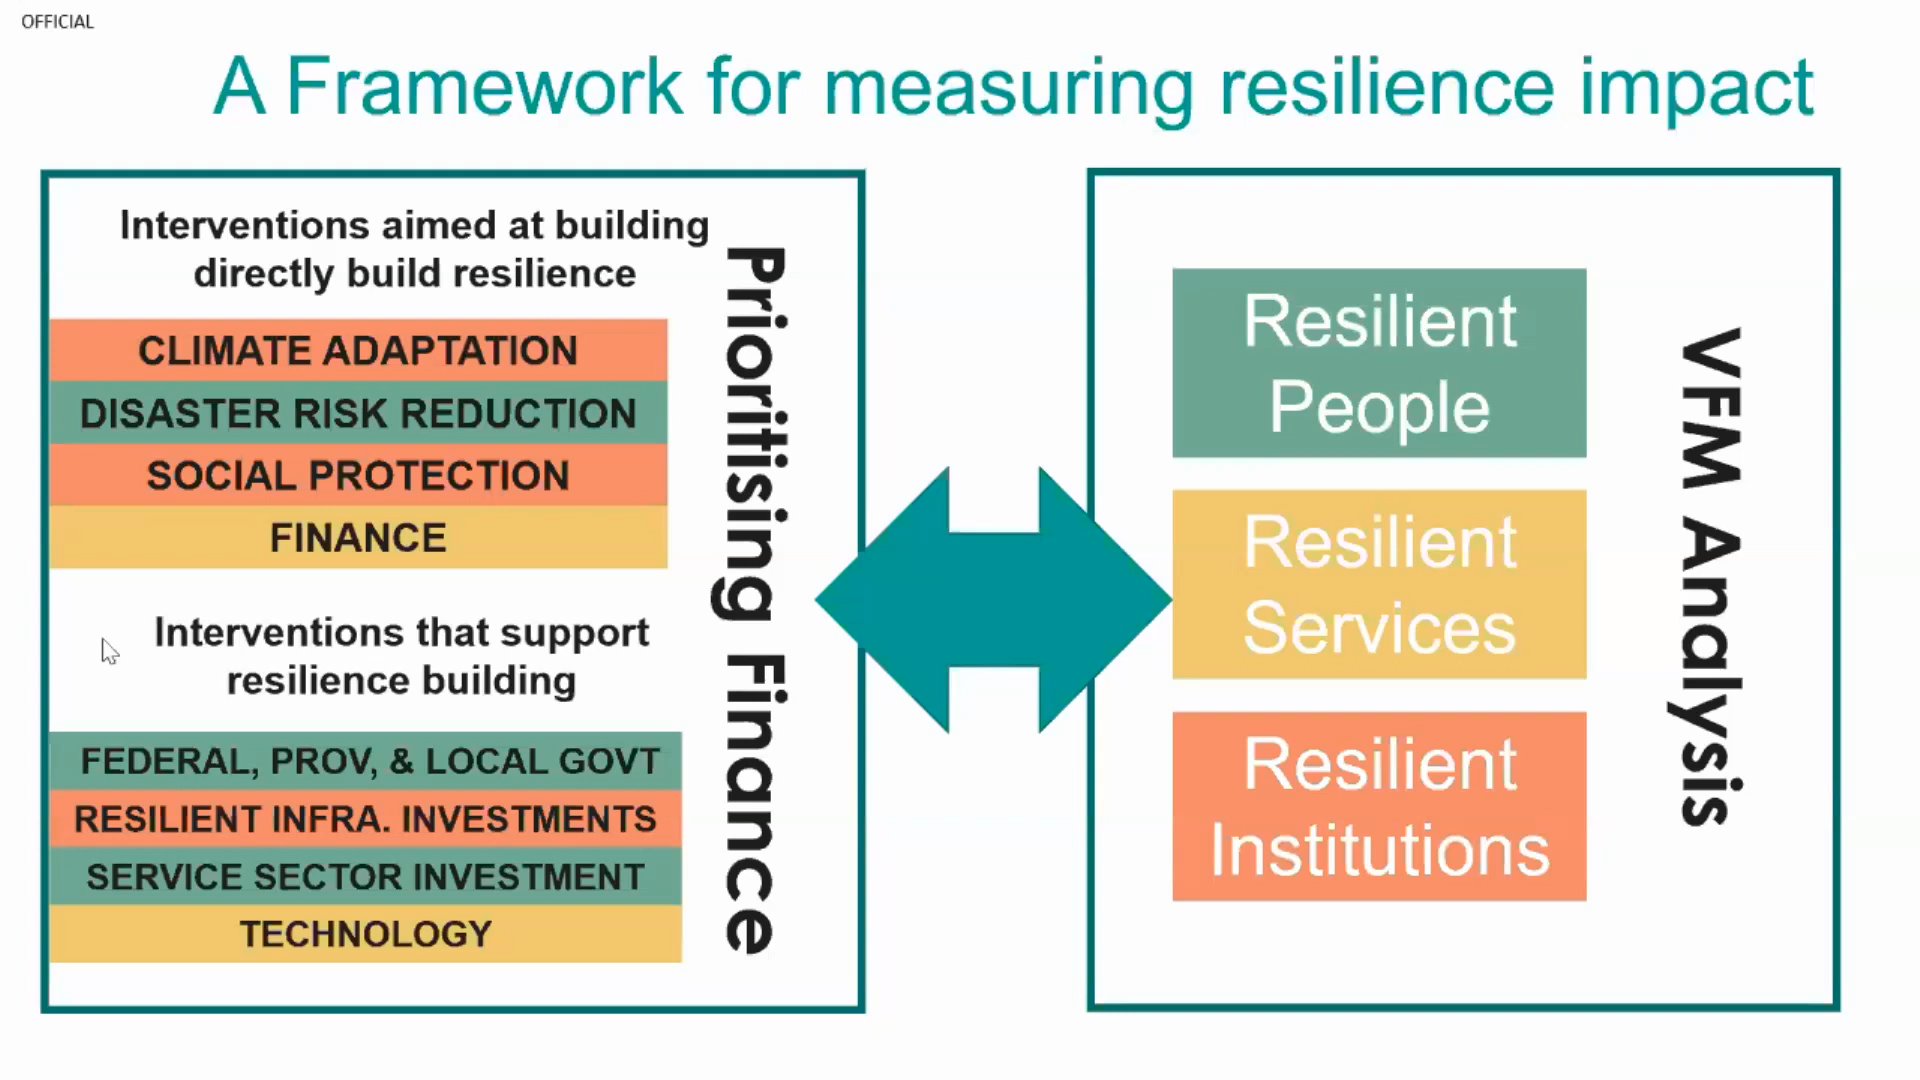 OFFICIAL
A Framework for measuring resilience impact
Interventions aimed at building
directly build resilience
CLIMATE ADAPTATION
DISASTER RISK REDUCTION
SOCIAL PROTECTION
FINANCE
Interventions that support
resilience building
FEDERAL, PROV, & LOCAL GOVT
RESILIENT INFRA. INVESTMENTS
SERVICE SECTOR INVESTMENT
TECHNOLOGY
Prioritising Finance
Resilient
People
Resilient
Services
Resilient
Institutions
VFM Analysis